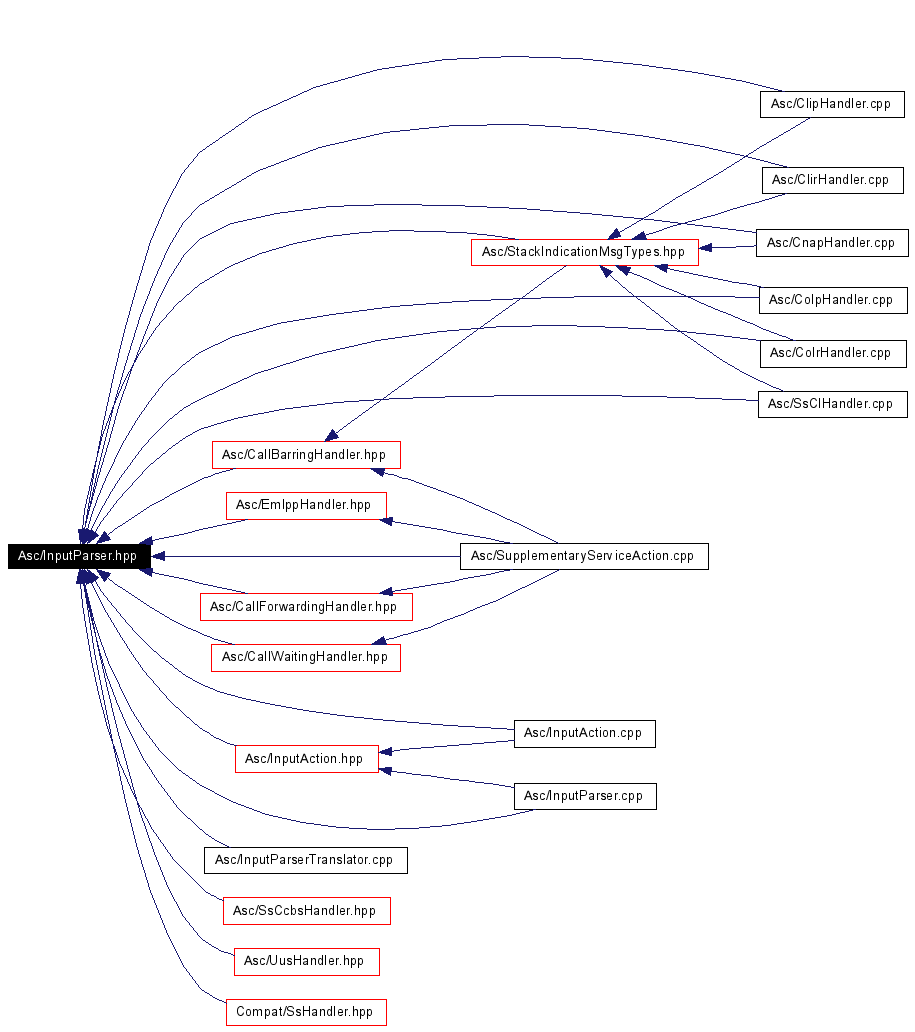 Asc/ClipHandler.cpp
Asc/ClirHandler.cpp
Asc/CnapHandler.cpp
Asc/StackIndicationMsgTypes.hpp
Asc/ColpHandler.cpp
Asc/ColrHandler.cpp
Asc/SsClHandler.cpp
Asc/CallBarringHandler.hpp
Asc/EmlppHandler.hpp
Asc/InputParser.hpp
Asc/SupplementaryServiceAction.cpp
Asc/CallForwardingHandler.hpp
Asc/CallWaitingHandler.hpp
Asc/InputAction.cpp
Asc/InputAction.hpp
Asc/InputParser.cpp
Asc/InputParserTranslator.cpp
Asc/SsCcbsHandler.hpp
Asc/UusHandler.hpp
Compat/SsHandler.hpp